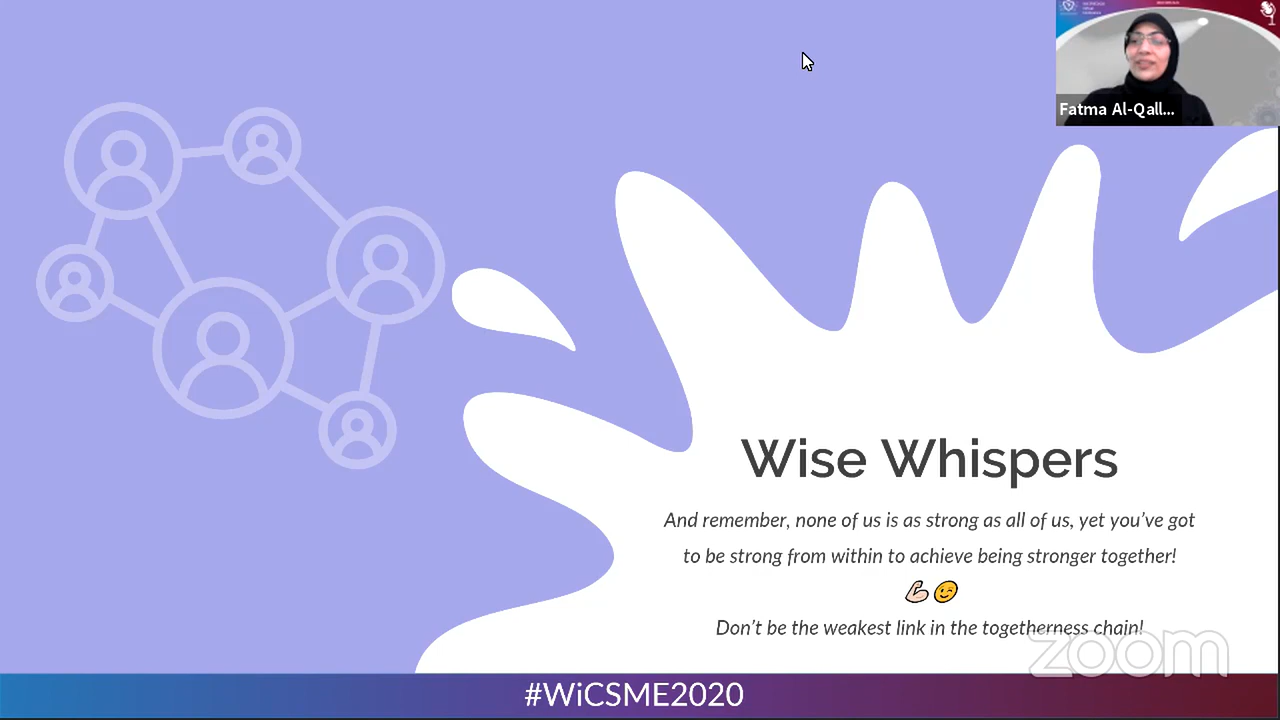 Fatma Al-Qall...
Wise Whispers
And remember, none of us is as strong as all of us, yet you’ve got
to be strong from within to achieve being stronger together!
💪😉
Don’t be the weakest link in the togetherness chain!
zoom
#WiCSME2020